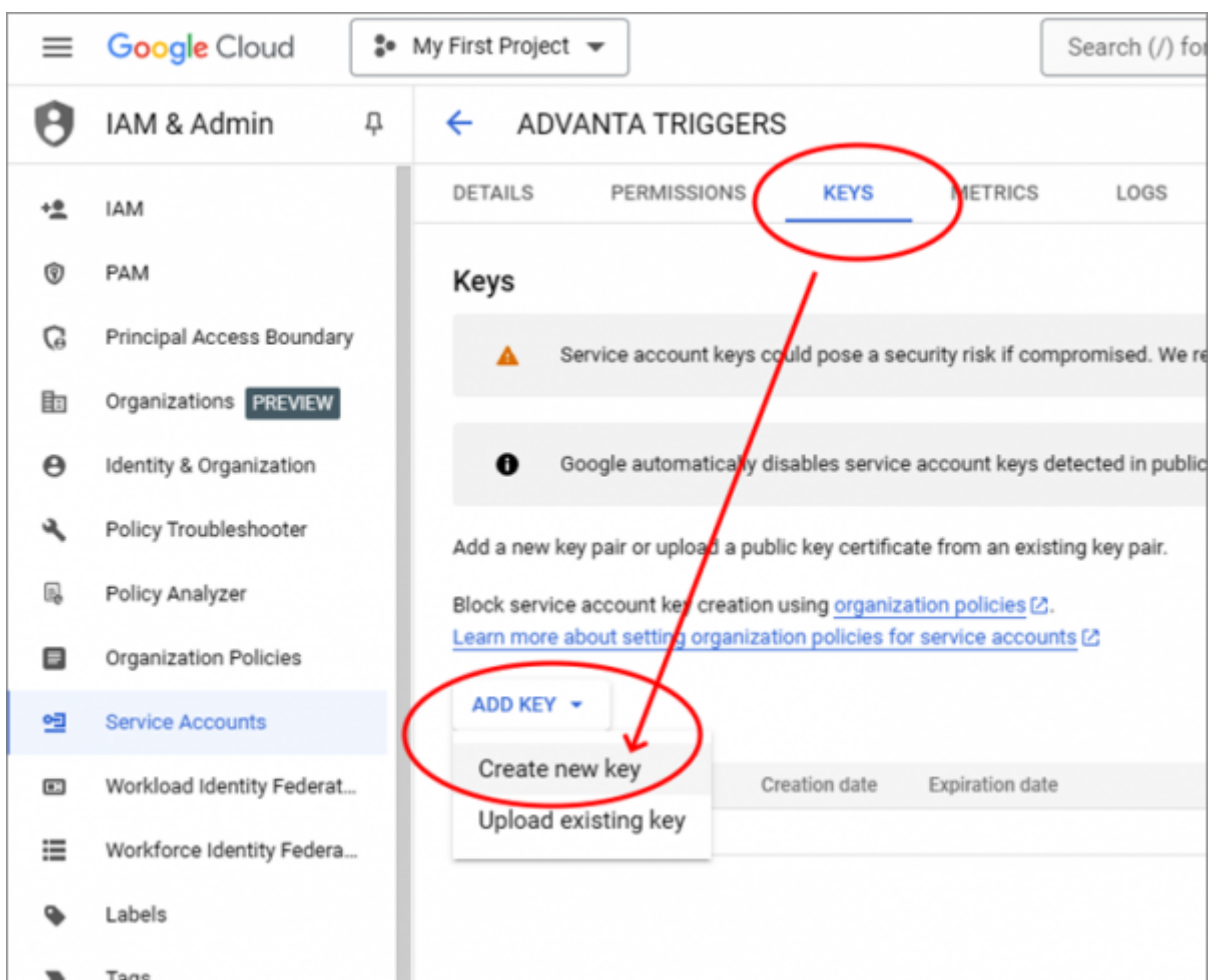 Google Cloud
My First Project
Search (/) for
IAM & Admin
ADVANTA TRIGGERS
DETAILS PERMISSIONS KEYS METRICS LOGS
IAM
PAM
Principal Access Boundary
Organizations PREVIEW
Identity & Organization
Policy Troubleshooter
Policy Analyzer
Organization Policies
Service Accounts
Workload Identity Federat...
Workforce Identity Federa...
Labels
Tags
Keys
Service account keys could pose a security risk if compromised. We re
Google automatically disables service account keys detected in public
Add a new key pair or upload a public key certificate from an existing key pair.
Block service account key creation using organization policies.
Learn more about setting organization policies for service accounts
ADD KEY
Create new key
Upload existing key
Creation date Expiration date